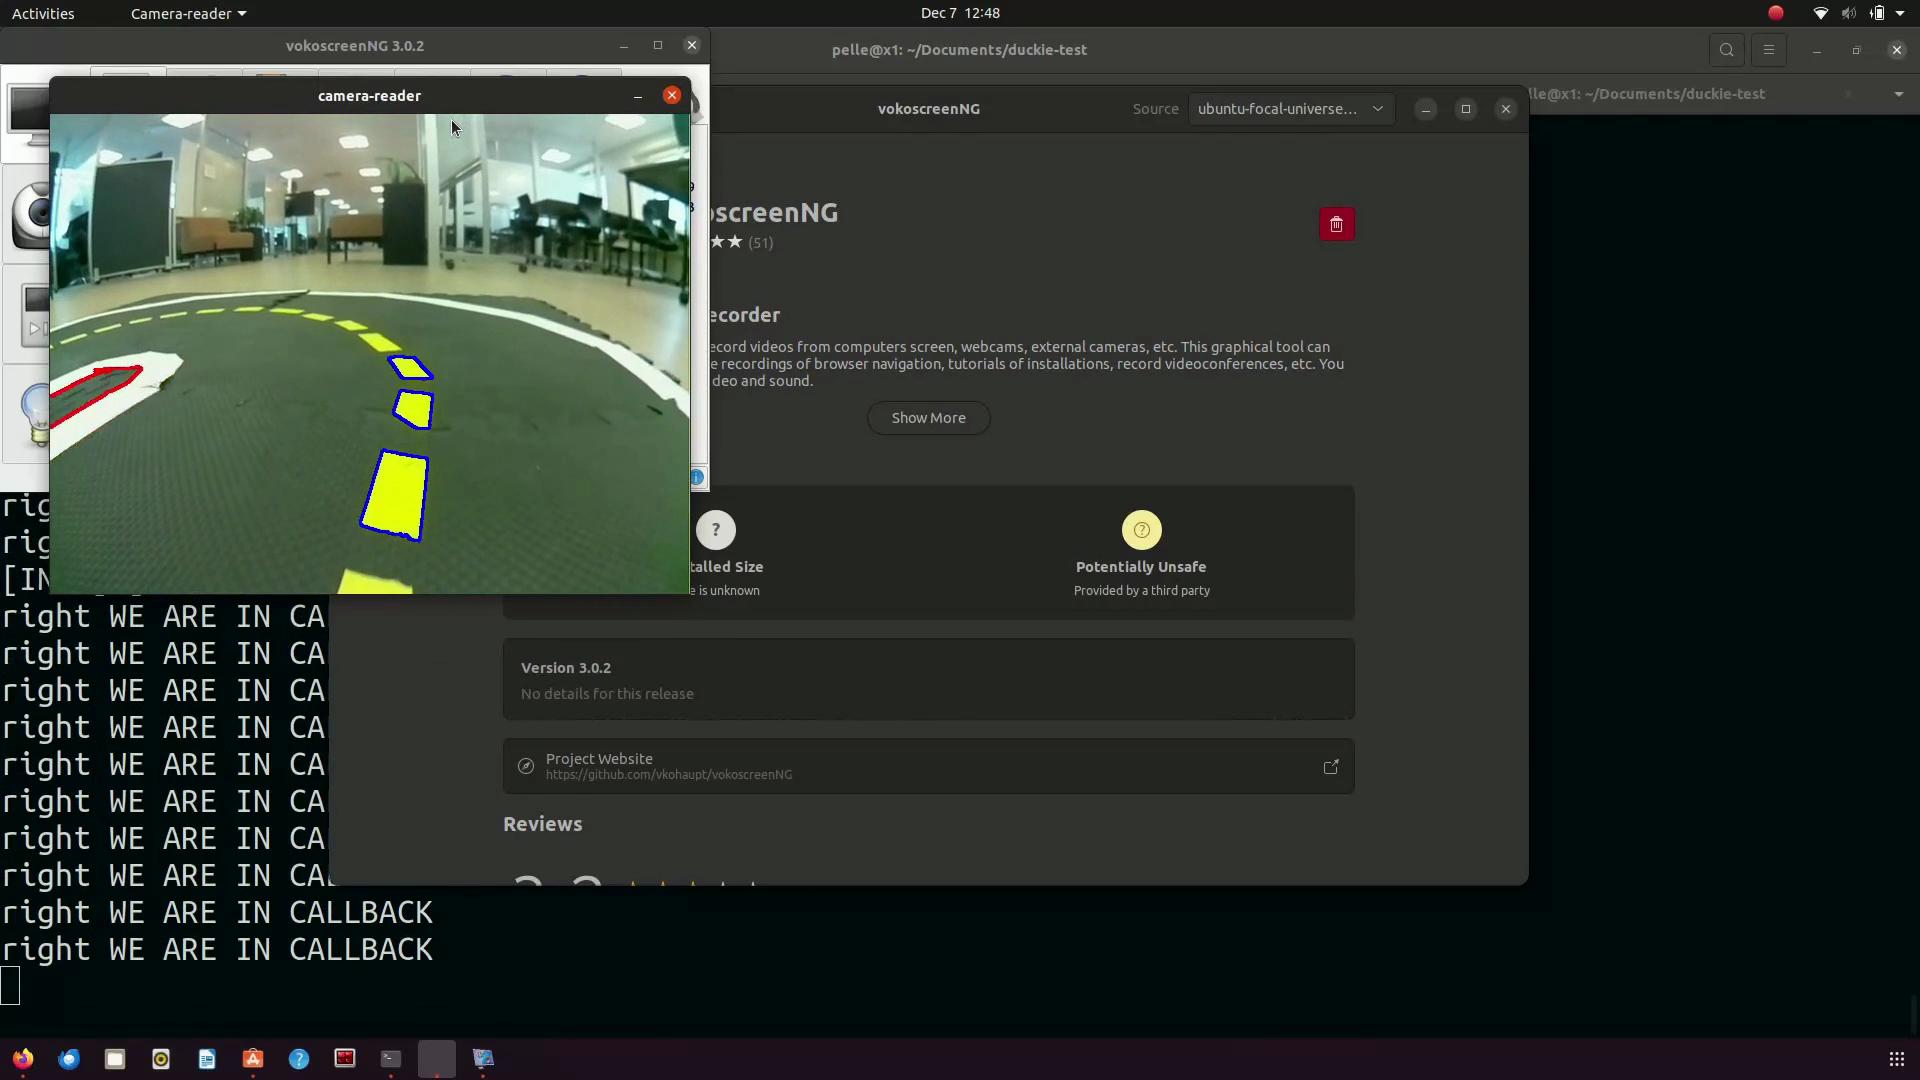 Activities
Camera-reader
Dec 7 12:48
vokoscreenNG 3.0.2
pelle@x1: ~/Documents/duckie-test
camera-reader
lle@x1: ~/Documents/duckie-test
vokoscreenNG
Source
ubuntu-focal-universe...
oscreenNG
(51)
ecorder
ecord videos from computers screen, webcams, external cameras, etc. This graphical tool can
e recordings of browser navigation, tutorials of installations, record videoconferences, etc. You
deo and sound.
Show More
?
talled Size
e is unknown
?
Potentially Unsafe
Provided by a third party
Version 3.0.2
No details for this release
Project Website
https://github.com/vkohaupt/vokoscreenNG
Reviews
rig
rig
[IN
right WE ARE IN CA
right WE ARE IN CA
right WE ARE IN CA
right WE ARE IN CA
right WE ARE IN CA
right WE ARE IN CA
right WE ARE IN CA
right WE ARE IN CAL
right WE ARE IN CALLBACK
right WE ARE IN CALLBACK